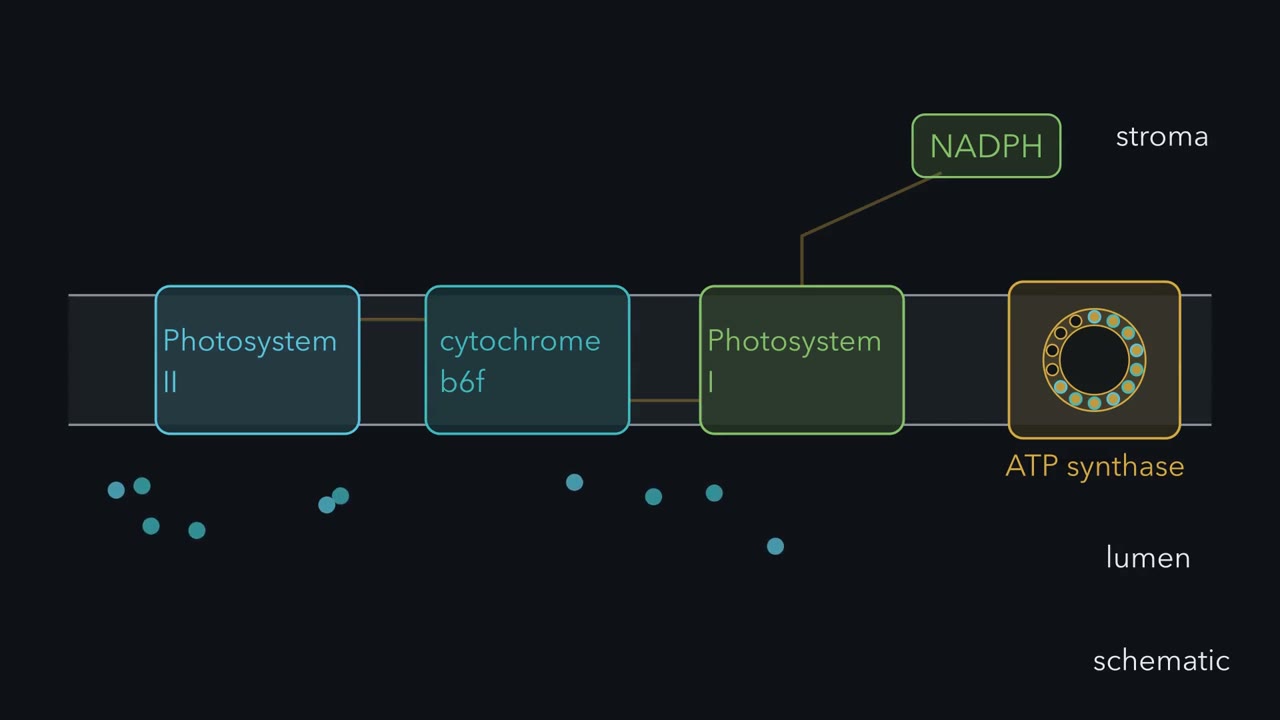 NADPH
stroma
Photosystem
II
cytochrome
b6f
Photosystem
I
ATP synthase
lumen
schematic